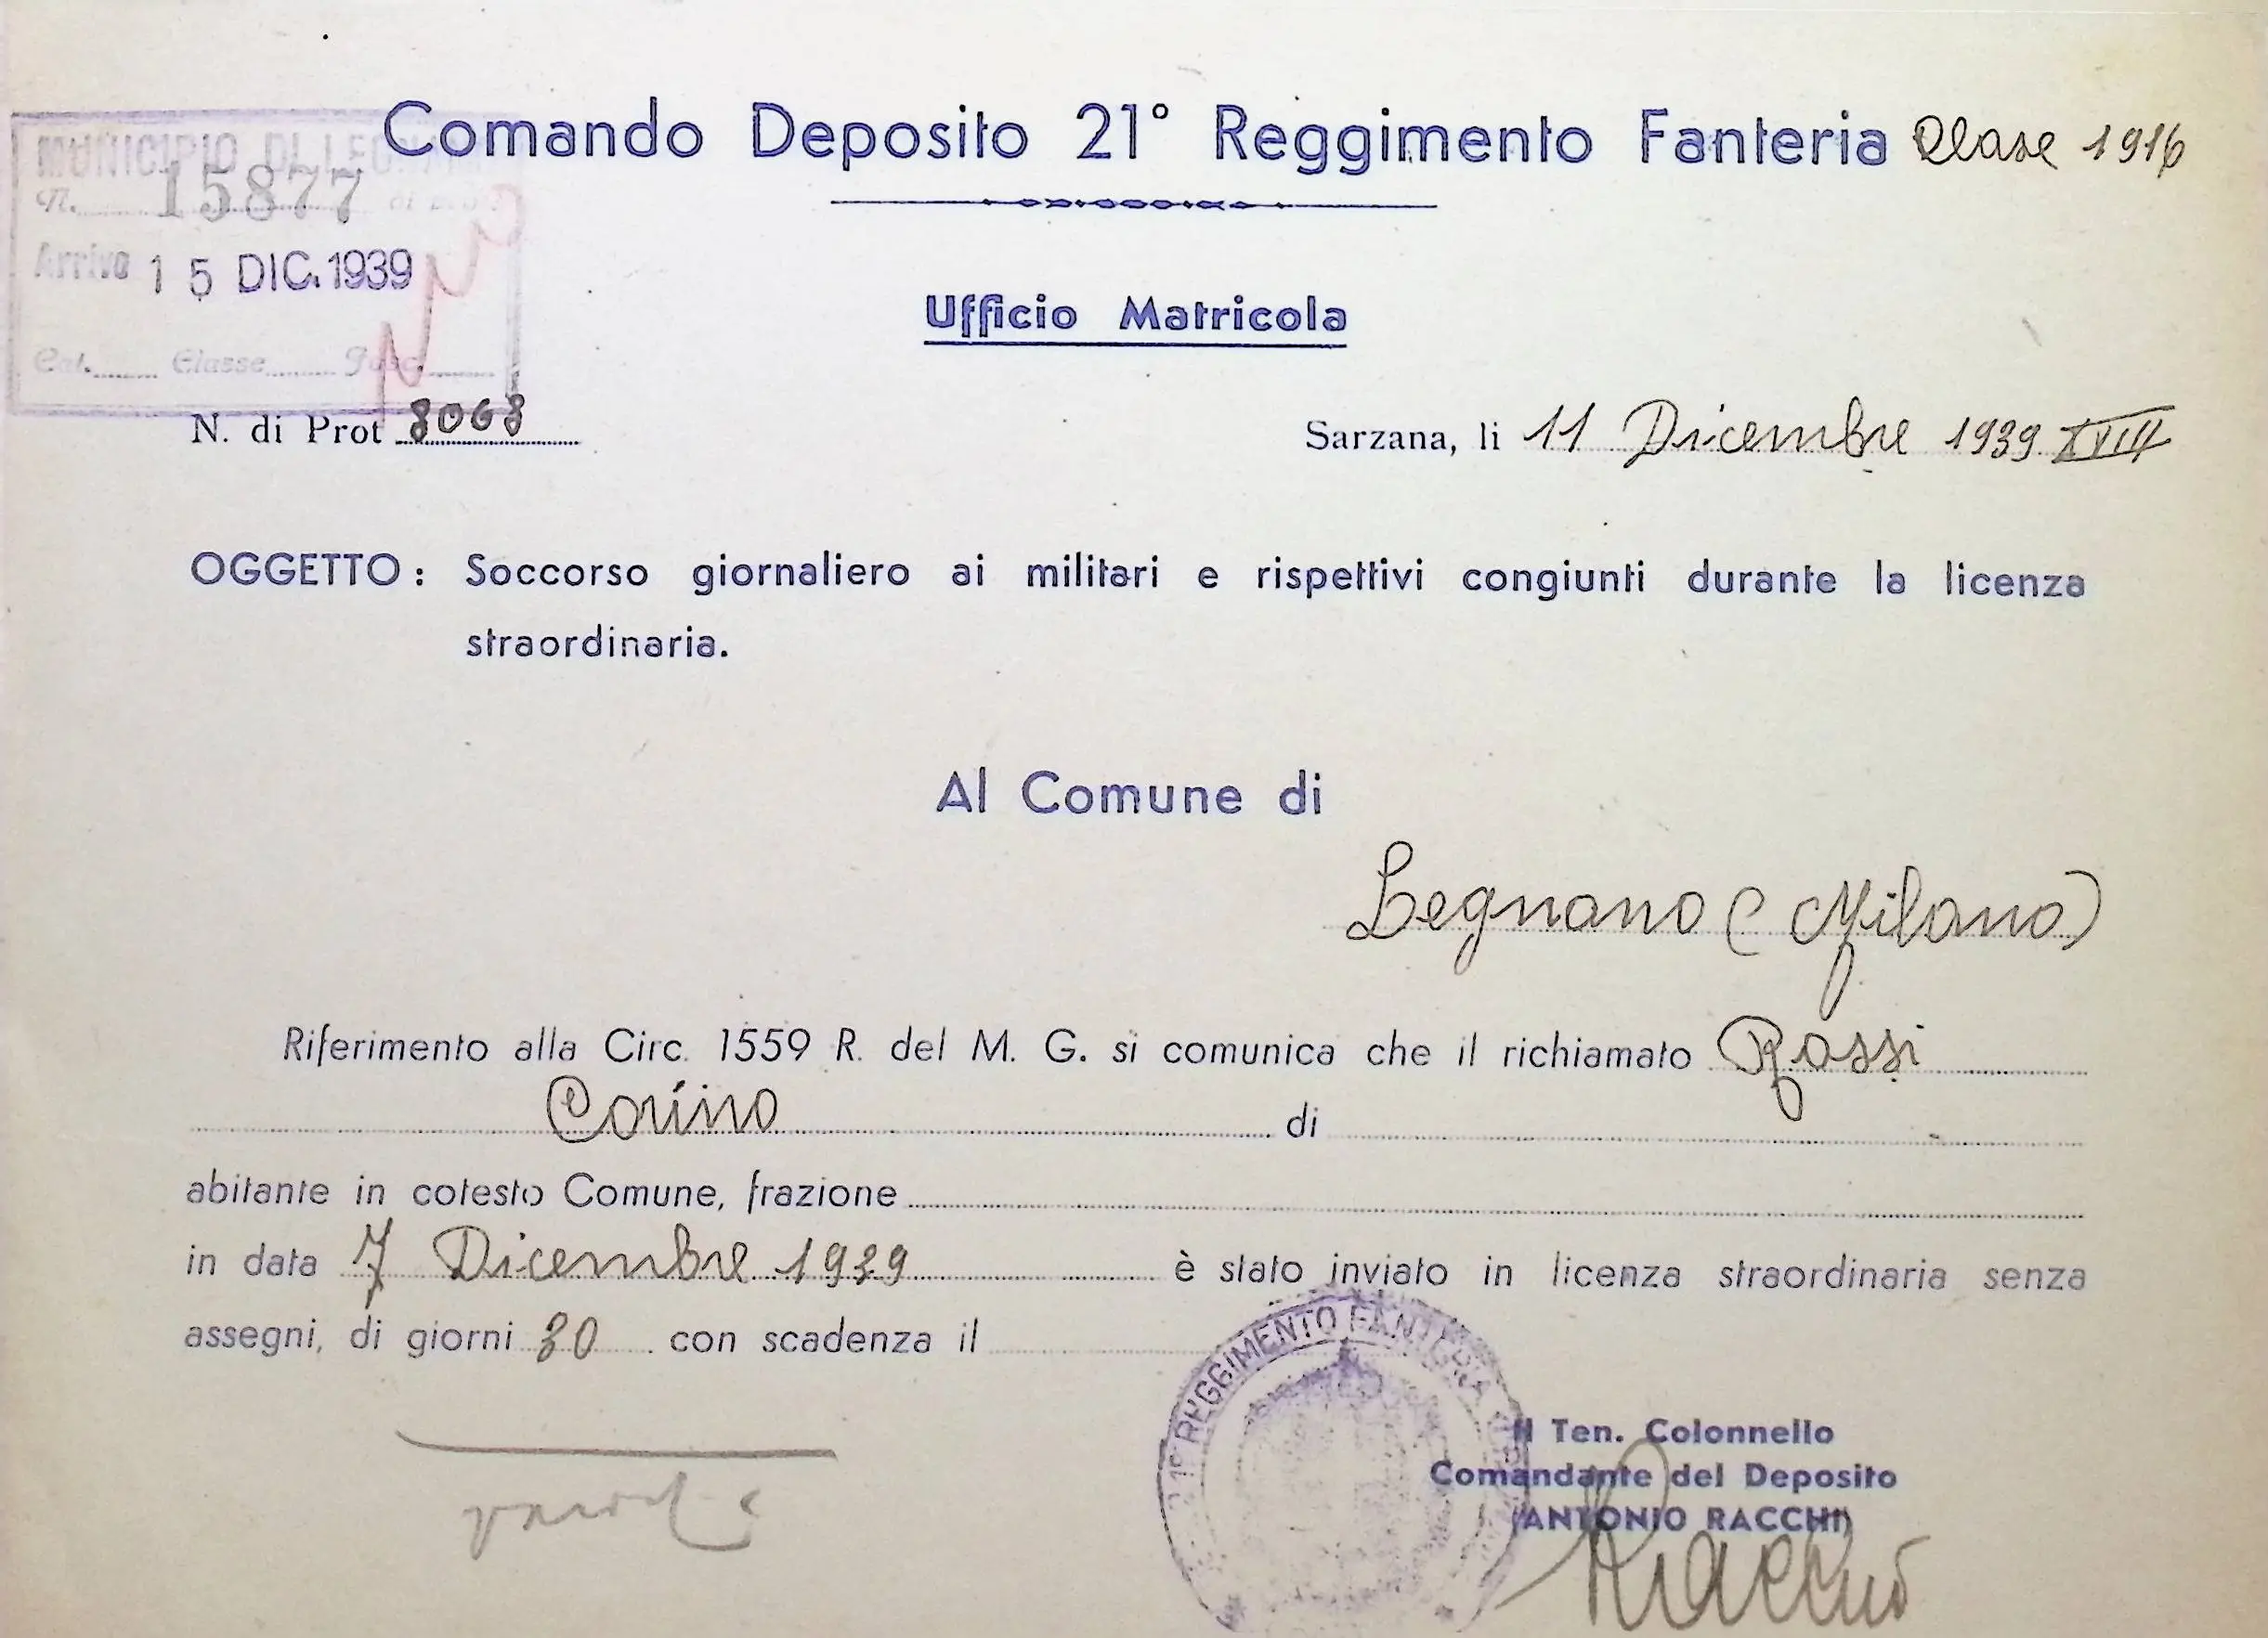 Comando Deposito 21° Reggimento Fanteria Classe 1916
MUNICIPIO DI LEGNANO
N. 15877
Arrivo 15 DIC. 1939
Cat. Classe Fasc.
Ufficio Matricola
N. di Prot 8068
Sarzana, li 11 Dicembre 1939 XVIII
OGGETTO : Soccorso giornaliero ai militari e rispettivi congiunti durante la licenza
straordinaria.
Al Comune di
Legnano (Milano)
Riferimento alla Circ. 1559 R. del M. G. si comunica che il richiamato Rossi
Corino di
abitante in cotesto Comune, frazione
in data 7 Dicembre 1939 è stato inviato in licenza straordinaria senza
assegni, di giorni 30 con scadenza il
21° REGGIMENTO FANTERIA
Il Ten. Colonnello
Comandante del Deposito
(ANTONIO RACCHI)
Racchi